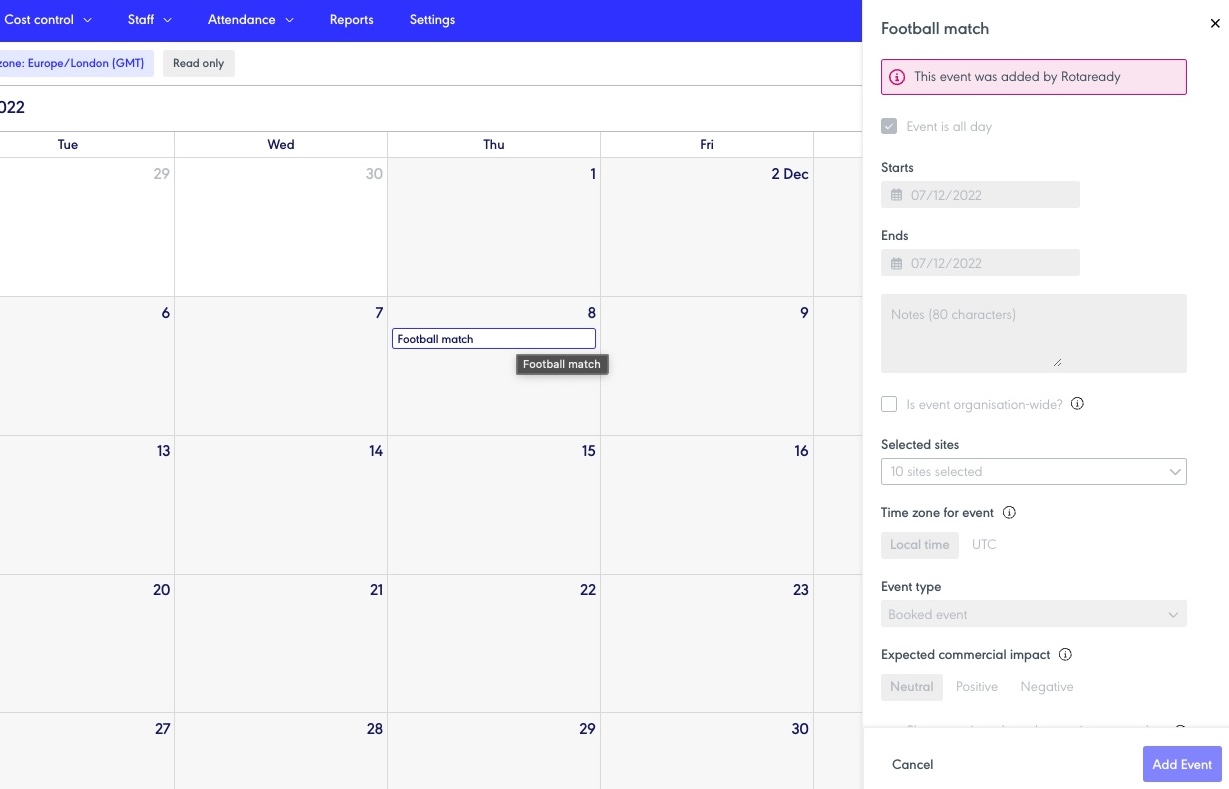 Cost control
Staff
Attendance
Reports
Settings
zone: Europe/London (GMT)
Read only
022
Tue
Wed
Thu
Fri
29
30
1
2 Dec
6
7
8
9
Football match
Football match
13
14
15
16
20
21
22
23
27
28
29
30
Football match
This event was added by Rotaready
Event is all day
Starts
07/12/2022
Ends
07/12/2022
Notes (80 characters)
Is event organisation-wide?
Selected sites
10 sites selected
Time zone for event
Local time
UTC
Event type
Booked event
Expected commercial impact
Neutral
Positive
Negative
Cancel
Add Event